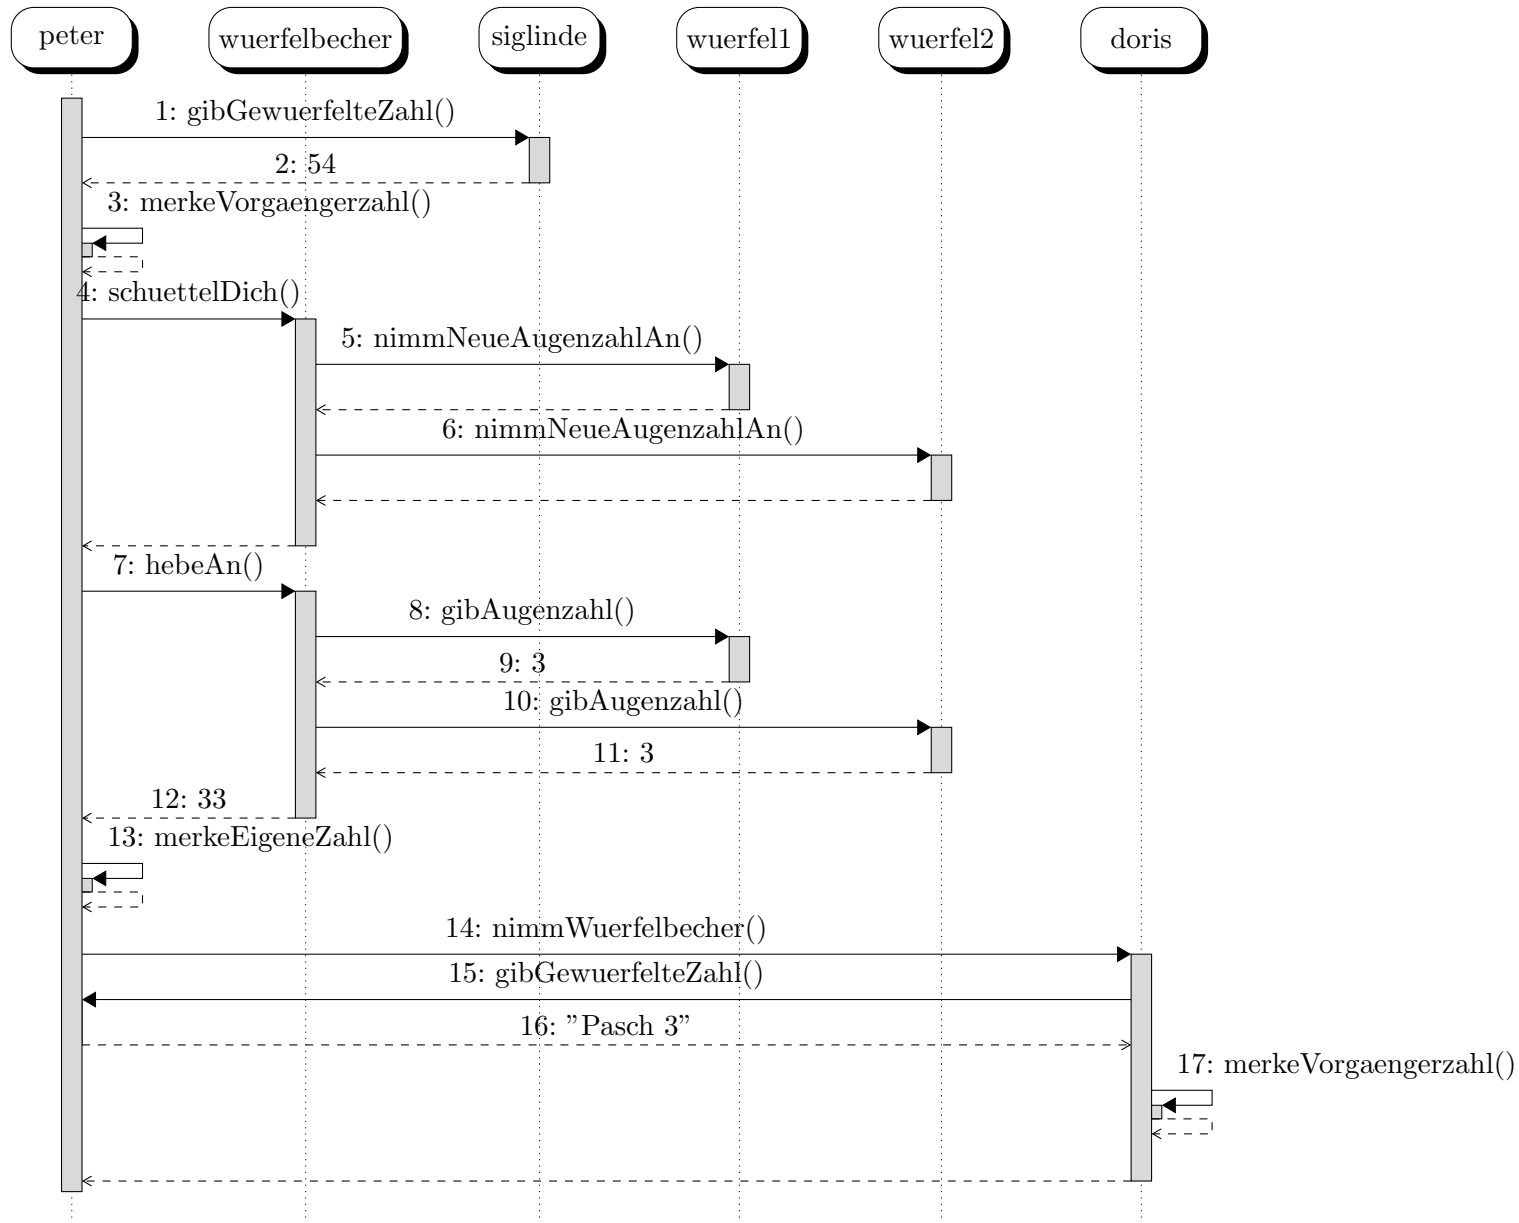 peter
wuerfelbecher
siglinde
wuerfel1
wuerfel2
doris
1: gibGewuerfelteZahl()
2: 54
3: merkeVorgaengerzahl()
4: schuettelDich()
5: nimmNeueAugenzahlAn()
6: nimmNeueAugenzahlAn()
7: hebeAn()
8: gibAugenzahl()
9: 3
10: gibAugenzahl()
11: 3
12: 33
13: merkeEigeneZahl()
14: nimmWuerfelbecher()
15: gibGewuerfelteZahl()
16: ”Pasch 3”
17: merkeVorgaengerzahl()